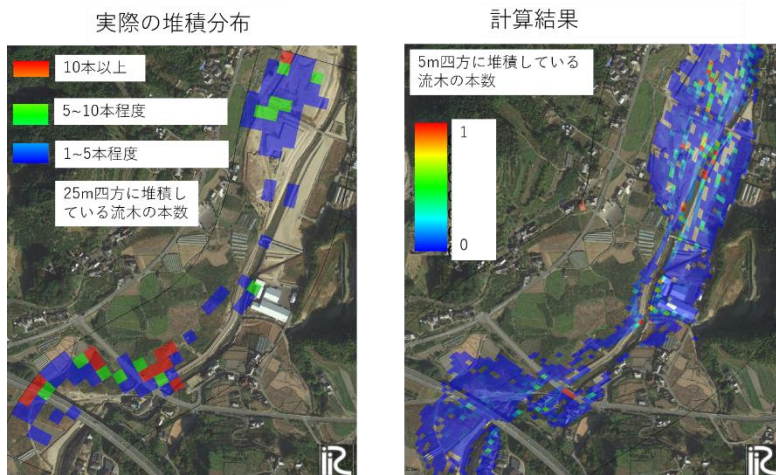 実際の堆積分布
10本以上
5~10本程度
1~5本程度
25m四方に堆積し
ている流木の本数
iRIC
計算結果
5m四方に堆積している
流木の本数
1
0
iRIC